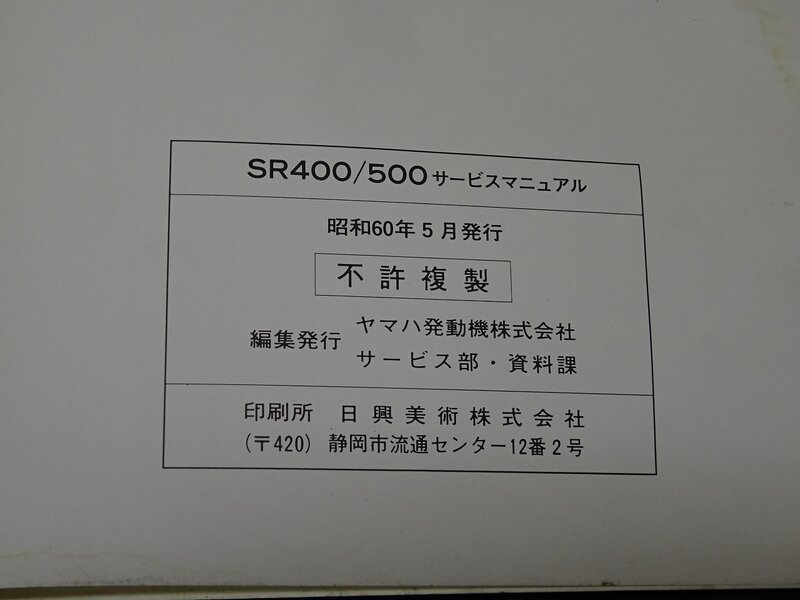 SR400/500 サービスマニュアル
昭和60年5月発行
不許複製
編集発行 ヤマハ発動機株式会社
サービス部・資料課
印刷所 日興美術株式会社
(〒420) 静岡市流通センター12番2号